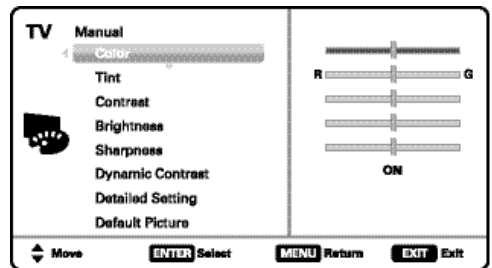 TV Manual
Color
Tint
R G
Contrast
Brightness
Sharpness
Dynamic Contrast ON
Detailed Setting
Default Picture
Move ENTER Select MENU Return EXIT Exit